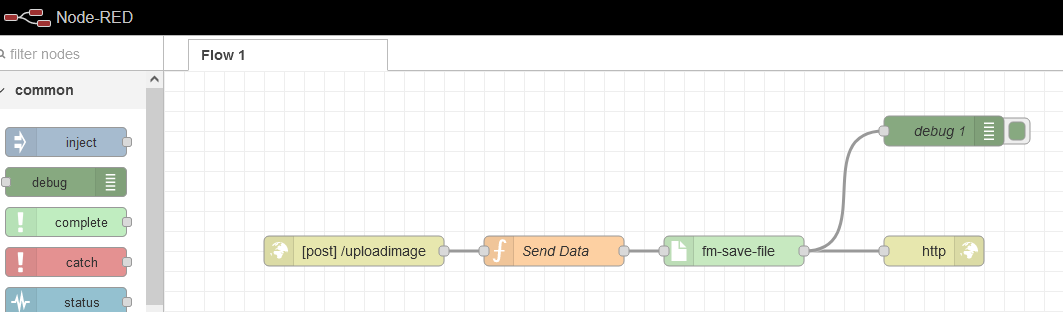 Node-RED
filter nodes
Flow 1
common
inject
debug
complete
catch
status
debug 1
[post] /uploadimage
Send Data
fm-save-file
http